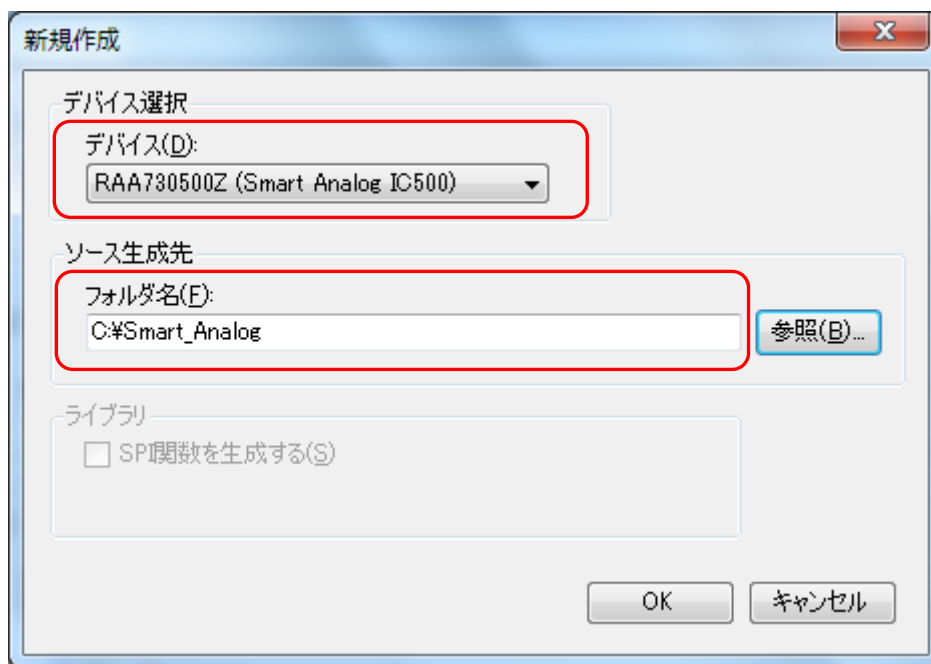 新規作成
デバイス選択
デバイス(D):
RAA730500Z (Smart Analog IC500)
ソース生成先
フォルダ名(F):
C:¥Smart_Analog
参照(B)...
ライブラリ
SPI関数を生成する(S)
OK
キャンセル